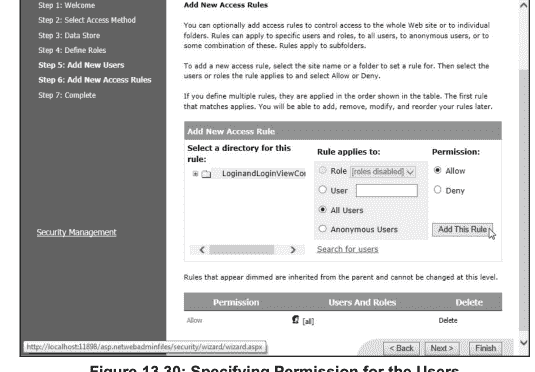 Step 1: Welcome
Step 2: Select Access Method
Step 3: Data Store
Step 4: Define Roles
Step 5: Add New Users
Step 6: Add New Access Rules
Step 7: Complete
Security Management
Add New Access Rules
You can optionally add access rules to control access to the whole Web site or to individual
folders. Rules can apply to specific users and roles, to all users, to anonymous users, or to
some combination of these. Rules apply to subfolders.
To add a new access rule, select the site name or a folder to set a rule for. Then select the
users or roles the rule applies to and select Allow or Deny.
If you define multiple rules, they are applied in the order shown in the table. The first rule
that matches applies. You will be able to add, remove, modify, and reorder your rules later.
Add New Access Rule
Select a directory for this
rule:
LoginandLoginViewCor
Rule applies to:
Role [roles disabled]
User
All Users
Anonymous Users
Search for users
Permission:
Allow
Deny
Add This Rule
Rules that appear dimmed are inherited from the parent and cannot be changed at this level.
Permission Users And Roles Delete
Allow [all] Delete
http://localhost:11898/asp.netwebadminfiles/security/wizard/wizard.aspx
< Back Next > Finish
Figure 13.30: Specifying Permission for the Users